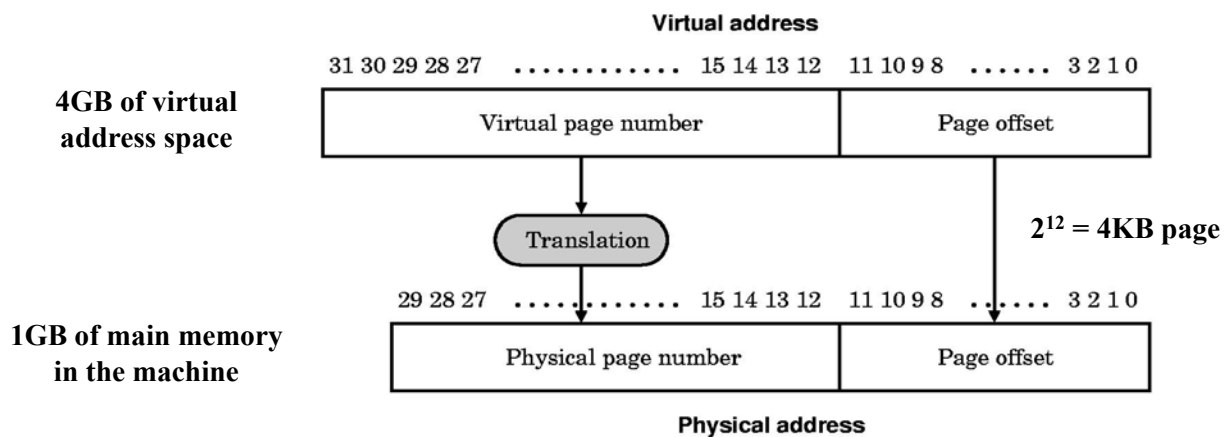 Virtual address
31 30 29 28 27 ............ 15 14 13 12 11 10 9 8 ...... 3 2 1 0
4GB of virtual
address space
Virtual page number Page offset
Translation
2¹² = 4KB page
29 28 27 ............ 15 14 13 12 11 10 9 8 ...... 3 2 1 0
1GB of main memory
in the machine
Physical page number Page offset
Physical address